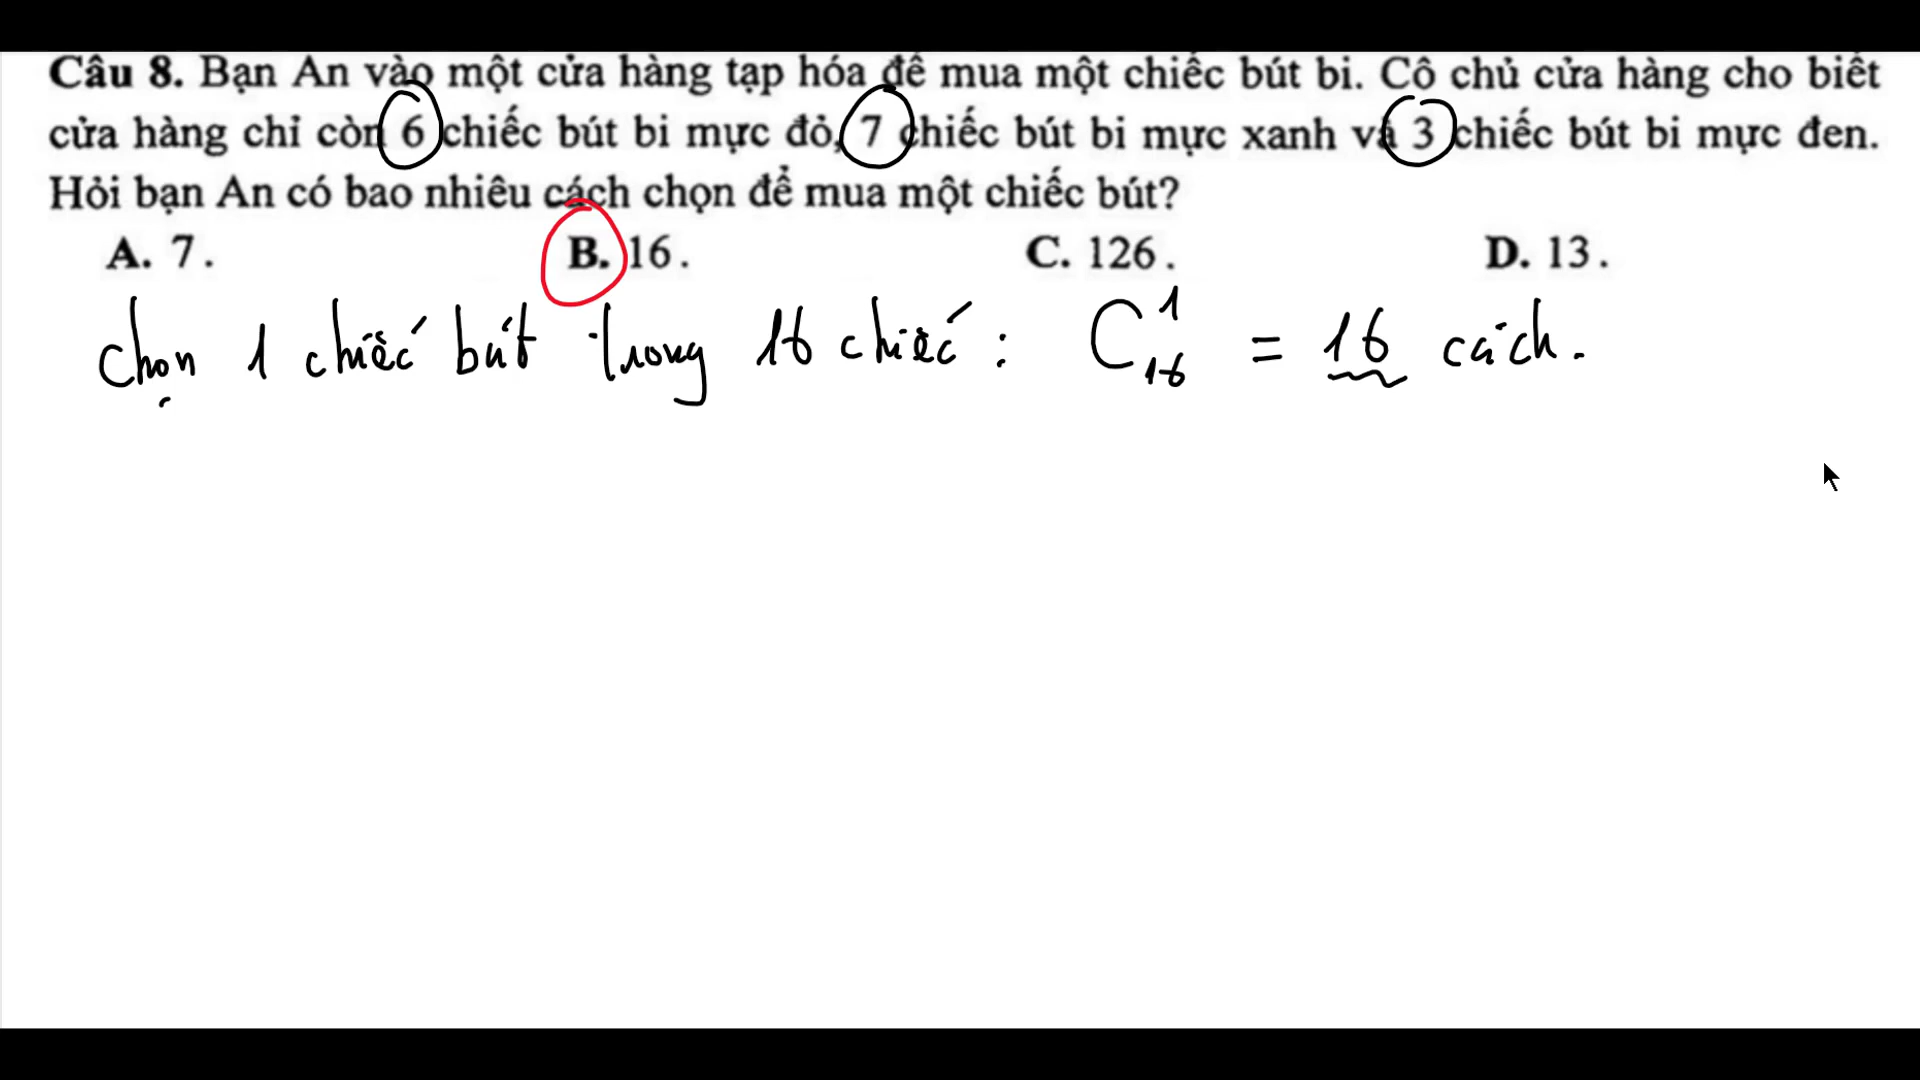 Câu 8. Bạn An vào một cửa hàng tạp hóa để mua một chiếc bút bi. Cô chủ cửa hàng cho biết
cửa hàng chỉ còn 6 chiếc bút bi mực đỏ, 7 chiếc bút bi mực xanh và 3 chiếc bút bi mực đen.
Hỏi bạn An có bao nhiêu cách chọn để mua một chiếc bút?
A. 7. B. 16. C. 126. D. 13.
Chọn 1 chiếc bút trong 16 chiếc : C¹₁₆ = 16 cách.